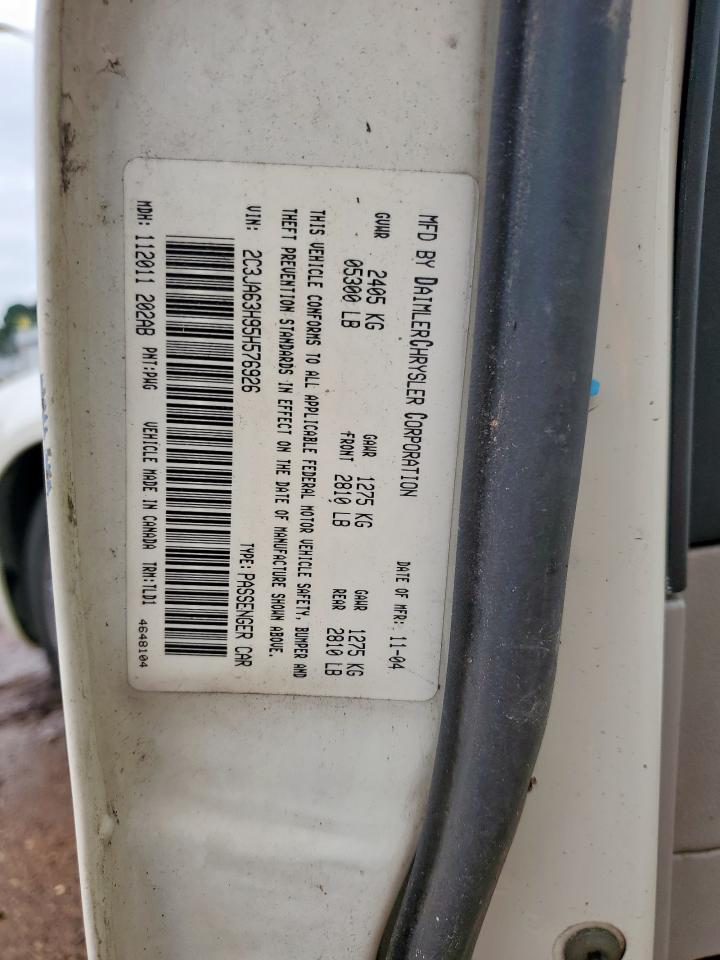 MFD BY DAIMLERCHRYSLER CORPORATION DATE OF MFR: 11-04
GVWR 2405 KG GAWR 1275 KG GAWR 1275 KG
05300 LB FRONT 2810 LB REAR 2810 LB
THIS VEHICLE CONFORMS TO ALL APPLICABLE FEDERAL MOTOR VEHICLE SAFETY, BUMPER AND
THEFT PREVENTION STANDARDS IN EFFECT ON THE DATE OF MANUFACTURE SHOWN ABOVE.
VIN: 2C3JA63H95H576926 TYPE: PASSENGER CAR
MDH: 112011 202AB PNT: PWG VEHICLE MADE IN CANADA TRM: TLD1 4648104